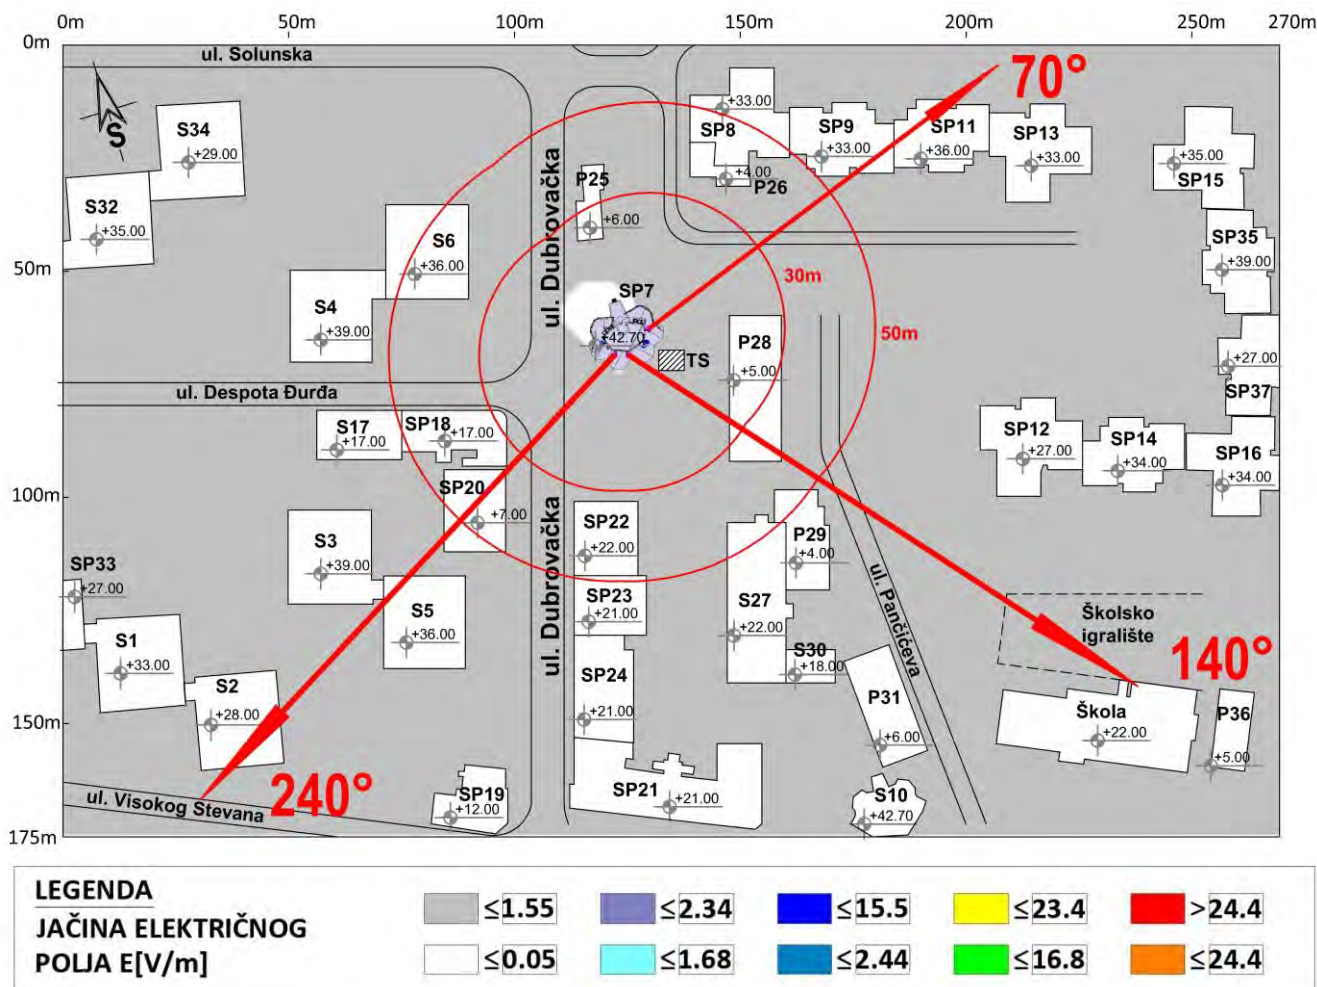 0m 50m 100m 150m 200m 250m 270m
0m
50m
100m
150m
175m
ul. Solunska
S
S34
+29.00
S32
+35.00
S6
+36.00
S4
+39.00
ul. Dubrovačka
P25
+6.00
SP7
+42.70
TS
+33.00
SP8
+4.00
P26
SP9
+33.00
SP11
+36.00
SP13
+33.00
70°
+35.00
SP15
SP35
+39.00
+27.00
SP37
30m
50m
P28
+5.00
ul. Despota Đurđa
S17
+17.00
SP18
+17.00
SP20
+7.00
SP12
+27.00
SP14
+34.00
SP16
+34.00
S3
+39.00
S5
+36.00
SP33
+27.00
S1
+33.00
S2
+28.00
ul. Dubrovačka
SP22
+22.00
SP23
+21.00
SP24
+21.00
SP21
+21.00
P29
+4.00
S27
+22.00
S30
+18.00
ul. Pančićeva
P31
+6.00
S10
+42.70
Školsko
igralište
140°
Škola
+22.00
P36
+5.00
240°
ul. Visokog Stevana
SP19
+12.00
LEGENDA
JAČINA ELEKTRIČNOG
POLJA E[V/m]
≤1.55 ≤2.34 ≤15.5 ≤23.4 >24.4
≤0.05 ≤1.68 ≤2.44 ≤16.8 ≤24.4